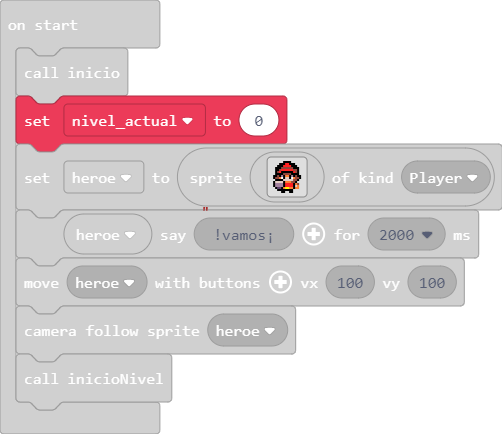 on start
call inicio
set nivel_actual to 0
set heroe to sprite of kind Player
"
heroe say !vamos¡ for 2000 ms
move heroe with buttons vx 100 vy 100
camera follow sprite heroe
call inicioNivel